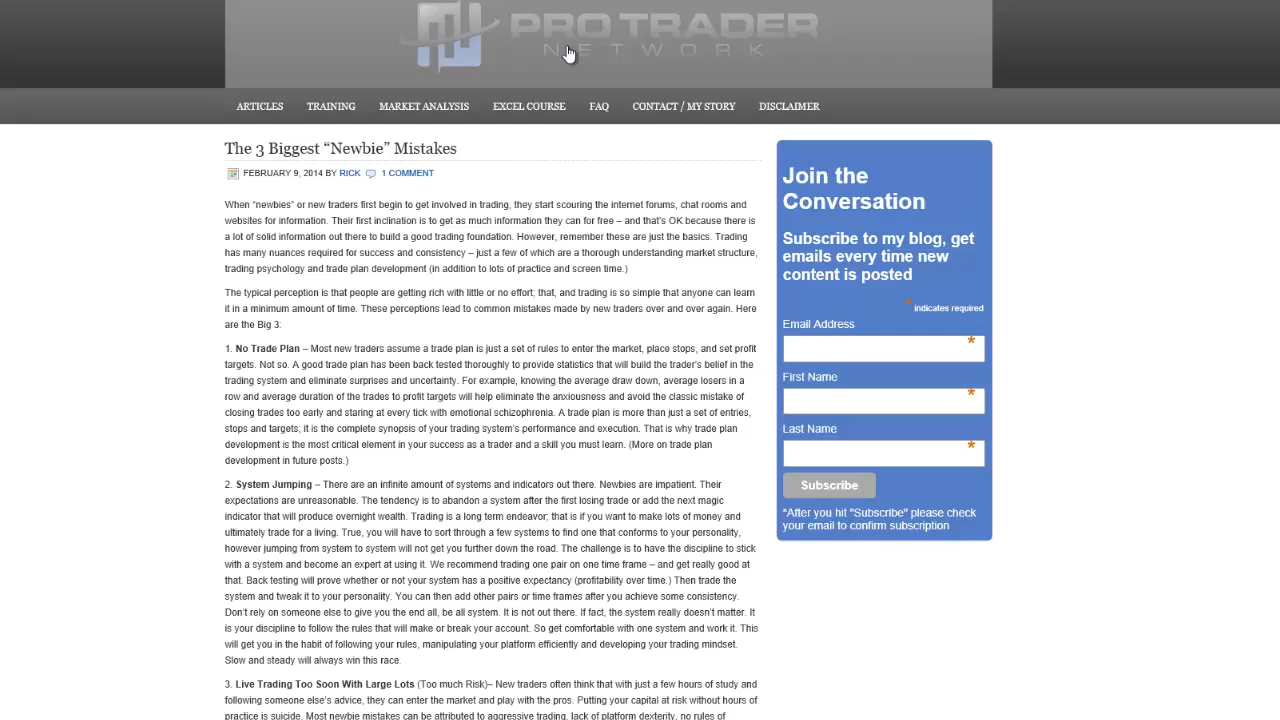 PRO TRADER
NETWORK
ARTICLES TRAINING MARKET ANALYSIS EXCEL COURSE FAQ CONTACT / MY STORY DISCLAIMER
The 3 Biggest “Newbie” Mistakes
FEBRUARY 9, 2014 BY RICK 1 COMMENT
When “newbies” or new traders first begin to get involved in trading, they start scouring the internet forums, chat rooms and
websites for information. Their first inclination is to get as much information they can for free – and that’s OK because there is
a lot of solid information out there to build a good trading foundation. However, remember these are just the basics. Trading
has many nuances required for success and consistency – just a few of which are a thorough understanding market structure,
trading psychology and trade plan development (in addition to lots of practice and screen time.)
The typical perception is that people are getting rich with little or no effort; that, and trading is so simple that anyone can learn
it in a minimum amount of time. These perceptions lead to common mistakes made by new traders over and over again. Here
are the Big 3:
1. No Trade Plan – Most new traders assume a trade plan is just a set of rules to enter the market, place stops, and set profit
targets. Not so. A good trade plan has been back tested thoroughly to provide statistics that will build the trader’s belief in the
trading system and eliminate surprises and uncertainty. For example, knowing the average draw down, average losers in a
row and average duration of the trades to profit targets will help eliminate the anxiousness and avoid the classic mistake of
closing trades too early and staring at every tick with emotional schizophrenia. A trade plan is more than just a set of entries,
stops and targets; it is the complete synopsis of your trading system’s performance and execution. That is why trade plan
development is the most critical element in your success as a trader and a skill you must learn. (More on trade plan
development in future posts.)
2. System Jumping – There are an infinite amount of systems and indicators out there. Newbies are impatient. Their
expectations are unreasonable. The tendency is to abandon a system after the first losing trade or add the next magic
indicator that will produce overnight wealth. Trading is a long term endeavor; that is if you want to make lots of money and
ultimately trade for a living. True, you will have to sort through a few systems to find one that conforms to your personality,
however jumping from system to system will not get you further down the road. The challenge is to have the discipline to stick
with a system and become an expert at using it. We recommend trading one pair on one time frame – and get really good at
that. Back testing will prove whether or not your system has a positive expectancy (profitability over time.) Then trade the
system and tweak it to your personality. You can then add other pairs or time frames after you achieve some consistency.
Don’t rely on someone else to give you the end all, be all system. It is not out there. If fact, the system really doesn’t matter. It
is your discipline to follow the rules that will make or break your account. So get comfortable with one system and work it. This
will get you in the habit of following your rules, manipulating your platform efficiently and developing your trading mindset.
Slow and steady will always win this race.
3. Live Trading Too Soon With Large Lots (Too much Risk)– New traders often think that with just a few hours of study and
following someone else’s advice, they can enter the market and play with the pros. Putting your capital at risk without hours of
practice is suicide. Most newbie mistakes can be attributed to aggressive trading, lack of platform dexterity, no rules of
Join the
Conversation
Subscribe to my blog, get
emails every time new
content is posted
* indicates required
Email Address
*
First Name
*
Last Name
*
Subscribe
*After you hit "Subscribe" please check
your email to confirm subscription